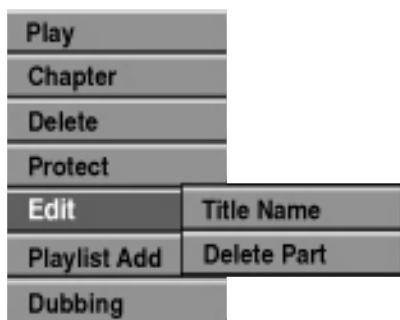 Play
Chapter
Delete
Protect
Edit
Title Name
Delete Part
Playlist Add
Dubbing